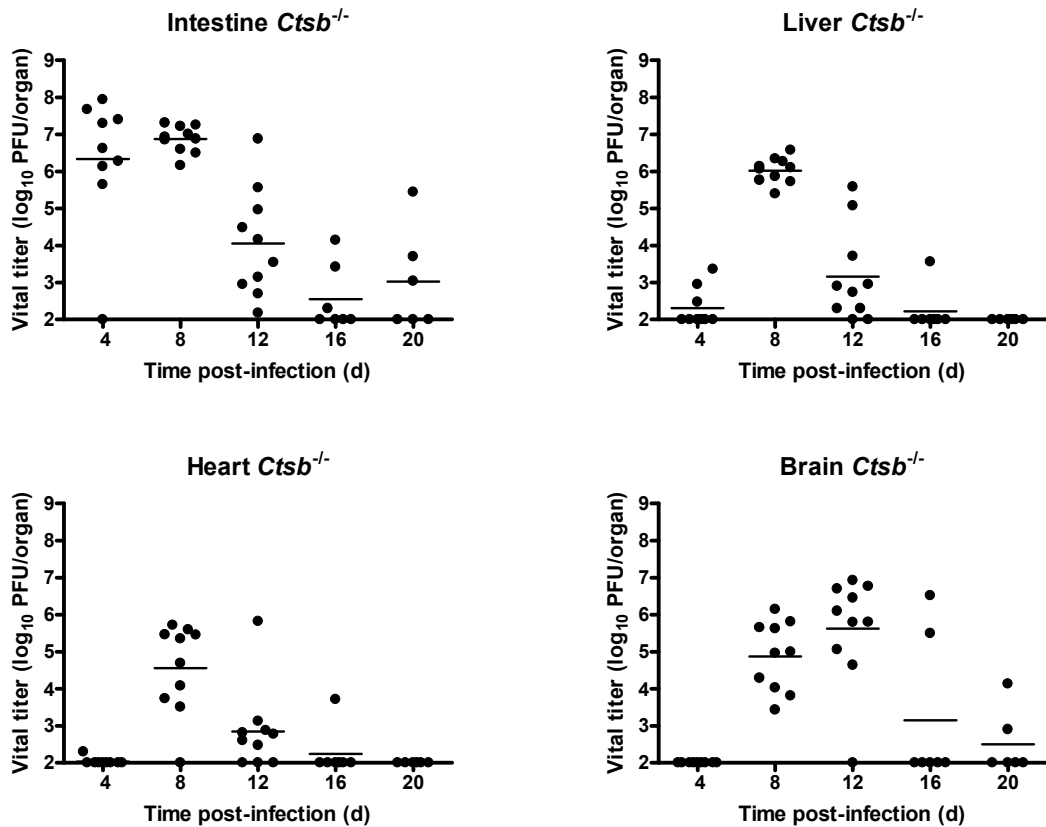 Intestine Ctsb-/-
Vital titer (log10 PFU/organ)
9
8
7
6
5
4
3
2
4 8 12 16 20
Time post-infection (d)
Liver Ctsb-/-
Vital titer (log10 PFU/organ)
9
8
7
6
5
4
3
2
4 8 12 16 20
Time post-infection (d)
Heart Ctsb-/-
Vital titer (log10 PFU/organ)
9
8
7
6
5
4
3
2
4 8 12 16 20
Time post-infection (d)
Brain Ctsb-/-
Vital titer (log10 PFU/organ)
9
8
7
6
5
4
3
2
4 8 12 16 20
Time post-infection (d)